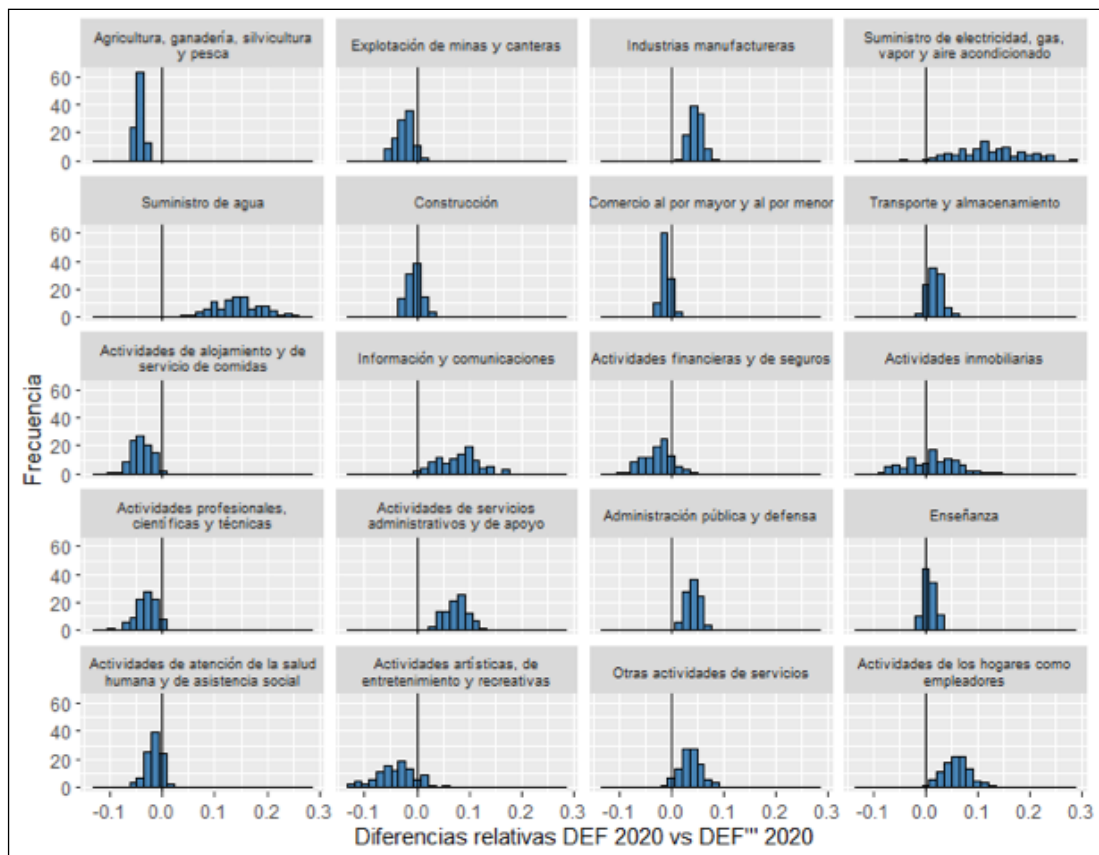 Agricultura, ganadería, silvicultura
y pesca
Explotación de minas y canteras
Industrias manufactureras
Suministro de electricidad, gas,
vapor y aire acondicionado
60
40
20
0
Suministro de agua
Construcción
Comercio al por mayor y al por menor
Transporte y almacenamiento
60
40
20
0
Actividades de alojamiento y de
servicio de comidas
Información y comunicaciones
Actividades financieras y de seguros
Actividades inmobiliarias
60
40
20
0
Frecuencia
Actividades profesionales,
científicas y técnicas
Actividades de servicios
administrativos y de apoyo
Administración pública y defensa
Enseñanza
60
40
20
0
Actividades de atención de la salud
humana y de asistencia social
Actividades artísticas, de
entretenimiento y recreativas
Otras actividades de servicios
Actividades de los hogares como
empleadores
60
40
20
0
-0.1 0.0 0.1 0.2 0.3 -0.1 0.0 0.1 0.2 0.3 -0.1 0.0 0.1 0.2 0.3 -0.1 0.0 0.1 0.2 0.3
Diferencias relativas DEF 2020 vs DEF''' 2020